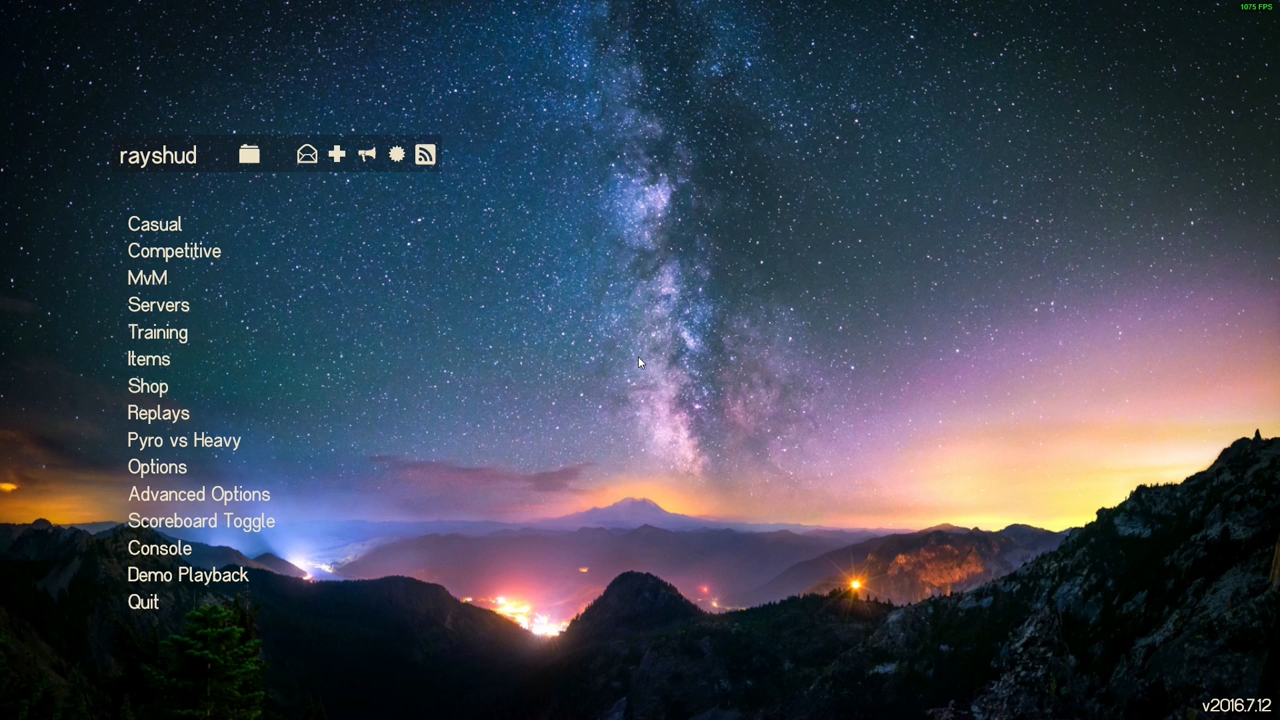 1075 FPS
rayshud
Casual
Competitive
MvM
Servers
Training
Items
Shop
Replays
Pyro vs Heavy
Options
Advanced Options
Scoreboard Toggle
Console
Demo Playback
Quit
v2016.7.12